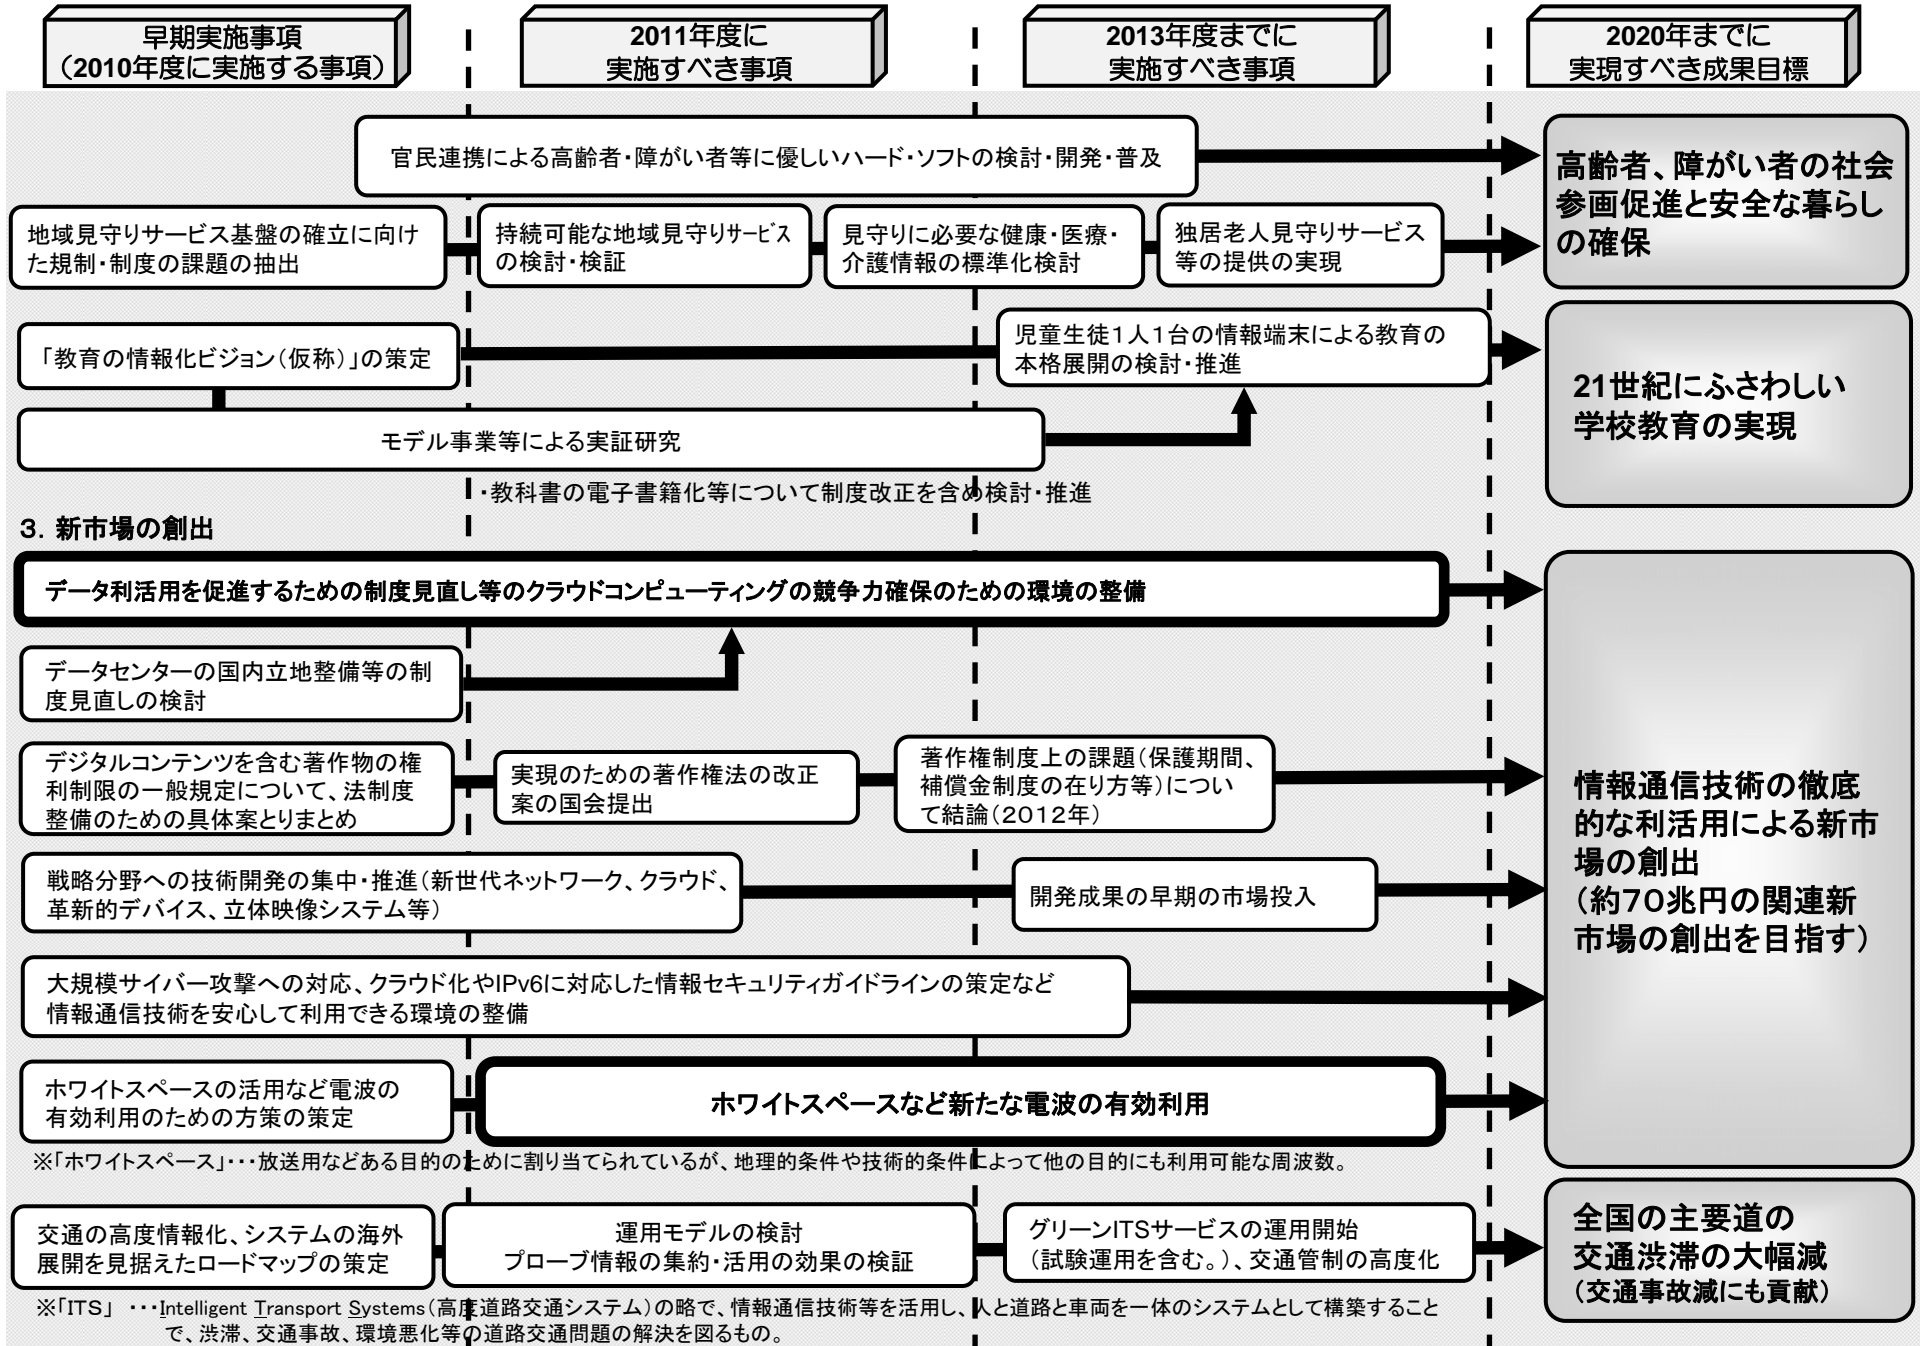 早期実施事項
（2010年度に実施する事項）
2011年度に
実施すべき事項
2013年度までに
実施すべき事項
2020年までに
実現すべき成果目標
官民連携による高齢者・障がい者等に優しいハード・ソフトの検討・開発・普及
高齢者、障がい者の社会
参画促進と安全な暮らし
の確保
地域見守りサービス基盤の確立に向け
た規制・制度の課題の抽出
持続可能な地域見守りサービス
の検討・検証
見守りに必要な健康・医療・
介護情報の標準化検討
独居老人見守りサービス
等の提供の実現
「教育の情報化ビジョン（仮称）」の策定
児童生徒１人１台の情報端末による教育の
本格展開の検討・推進
21世紀にふさわしい
学校教育の実現
モデル事業等による実証研究
・教科書の電子書籍化等について制度改正を含め検討・推進
３．新市場の創出
データ利活用を促進するための制度見直し等のクラウドコンピューティングの競争力確保のための環境の整備
データセンターの国内立地整備等の制
度見直しの検討
デジタルコンテンツを含む著作物の権
利制限の一般規定について、法制度
整備のための具体案とりまとめ
実現のための著作権法の改正
案の国会提出
著作権制度上の課題（保護期間、
補償金制度の在り方等）につい
て結論（２０１２年）
情報通信技術の徹底
的な利活用による新市
場の創出
（約７０兆円の関連新
市場の創出を目指す）
戦略分野への技術開発の集中・推進（新世代ネットワーク、クラウド、
革新的デバイス、立体映像システム等）
開発成果の早期の市場投入
大規模サイバー攻撃への対応、クラウド化やIPv6に対応した情報セキュリティガイドラインの策定など
情報通信技術を安心して利用できる環境の整備
ホワイトスペースの活用など電波の
有効利用のための方策の策定
ホワイトスペースなど新たな電波の有効利用
※「ホワイトスペース」・・・放送用などある目的のために割り当てられているが、地理的条件や技術的条件によって他の目的にも利用可能な周波数。
交通の高度情報化、システムの海外
展開を見据えたロードマップの策定
運用モデルの検討
プローブ情報の集約・活用の効果の検証
グリーンITSサービスの運用開始
（試験運用を含む。）、交通管制の高度化
全国の主要道の
交通渋滞の大幅減
（交通事故減にも貢献）
※「ITS」 ・・・Intelligent Transport Systems（高度道路交通システム）の略で、情報通信技術等を活用し、人と道路と車両を一体のシステムとして構築すること
で、渋滞、交通事故、環境悪化等の道路交通問題の解決を図るもの。